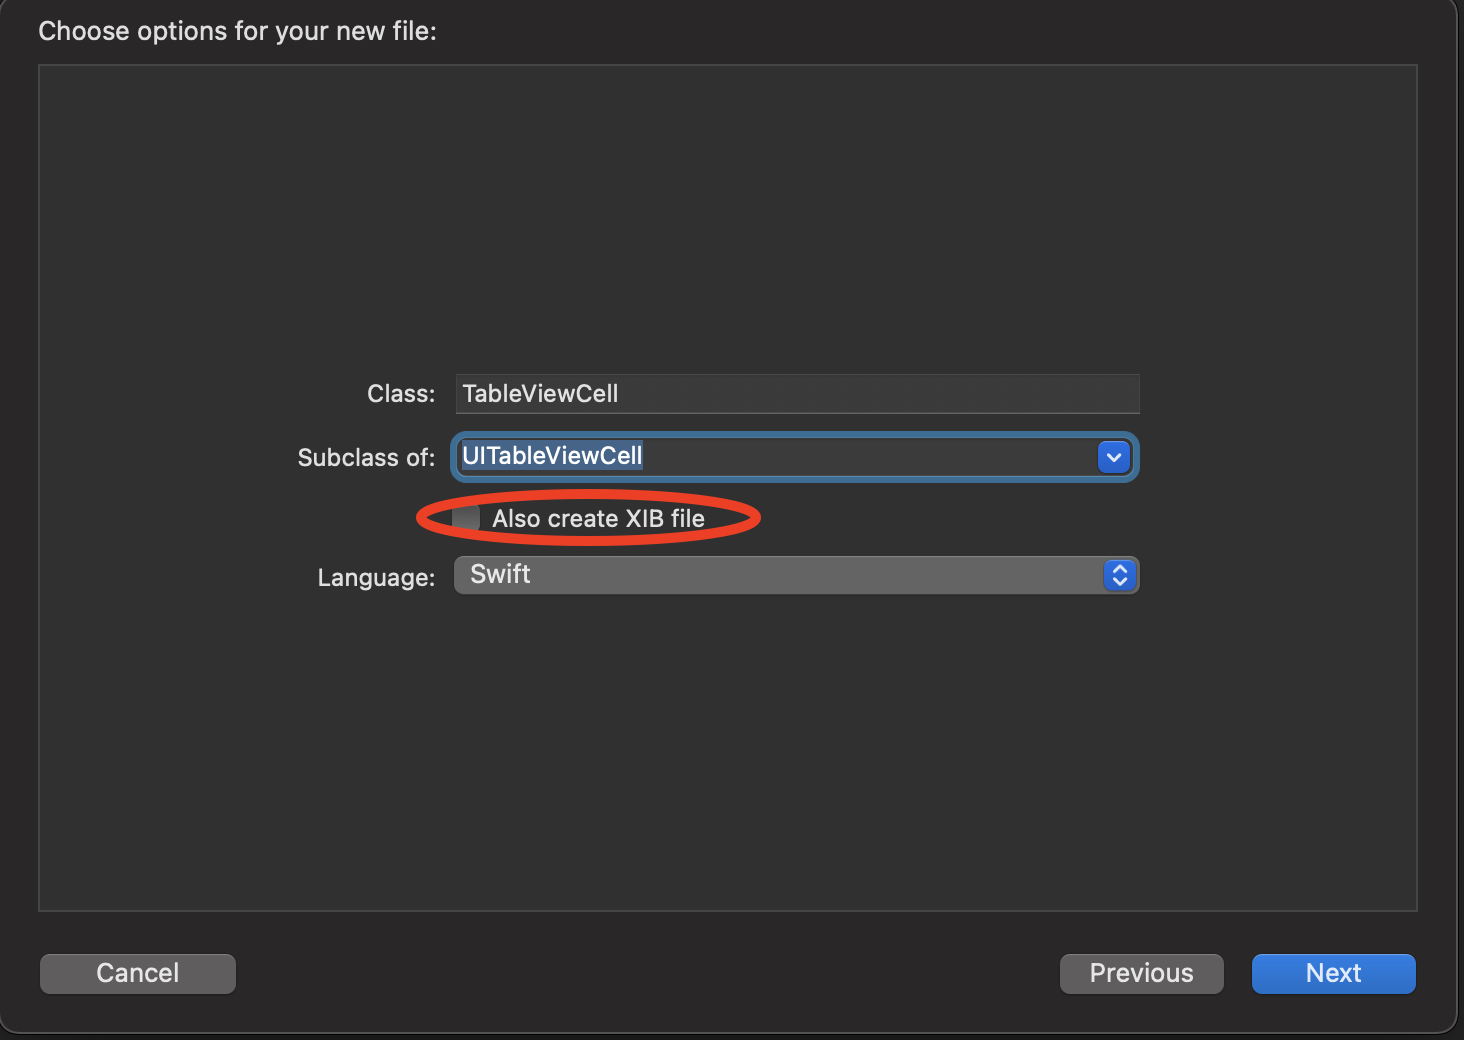 Choose options for your new file:
Class: TableViewCell
Subclass of: UITableViewCell
Also create XIB file
Language: Swift
Cancel Previous Next